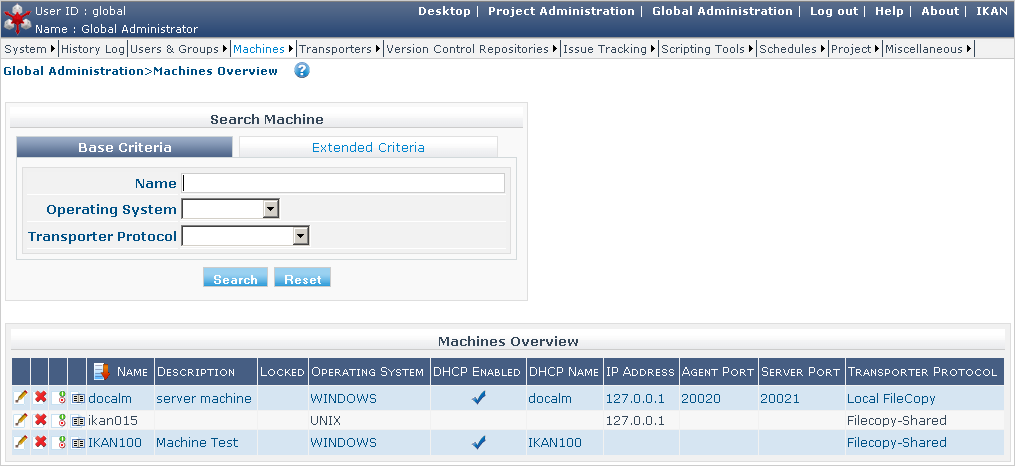 User ID : global
Desktop | Project Administration | Global Administration | Log out | Help | About | IKAN
Name : Global Administrator
System | History Log | Users & Groups | Machines | Transporters | Version Control Repositories | Issue Tracking | Scripting Tools | Schedules | Project | Miscellaneous |
Global Administration>Machines Overview ?
Search Machine
Base Criteria Extended Criteria
Name
Operating System
Transporter Protocol
Search Reset
Machines Overview
NAME DESCRIPTION LOCKED OPERATING SYSTEM DHCP ENABLED DHCP NAME IP ADDRESS AGENT PORT SERVER PORT TRANSPORTER PROTOCOL
docalm server machine WINDOWS docalm 127.0.0.1 20020 20021 Local FileCopy
ikan015 UNIX 127.0.0.1 Filecopy-Shared
IKAN100 Machine Test WINDOWS IKAN100 Filecopy-Shared